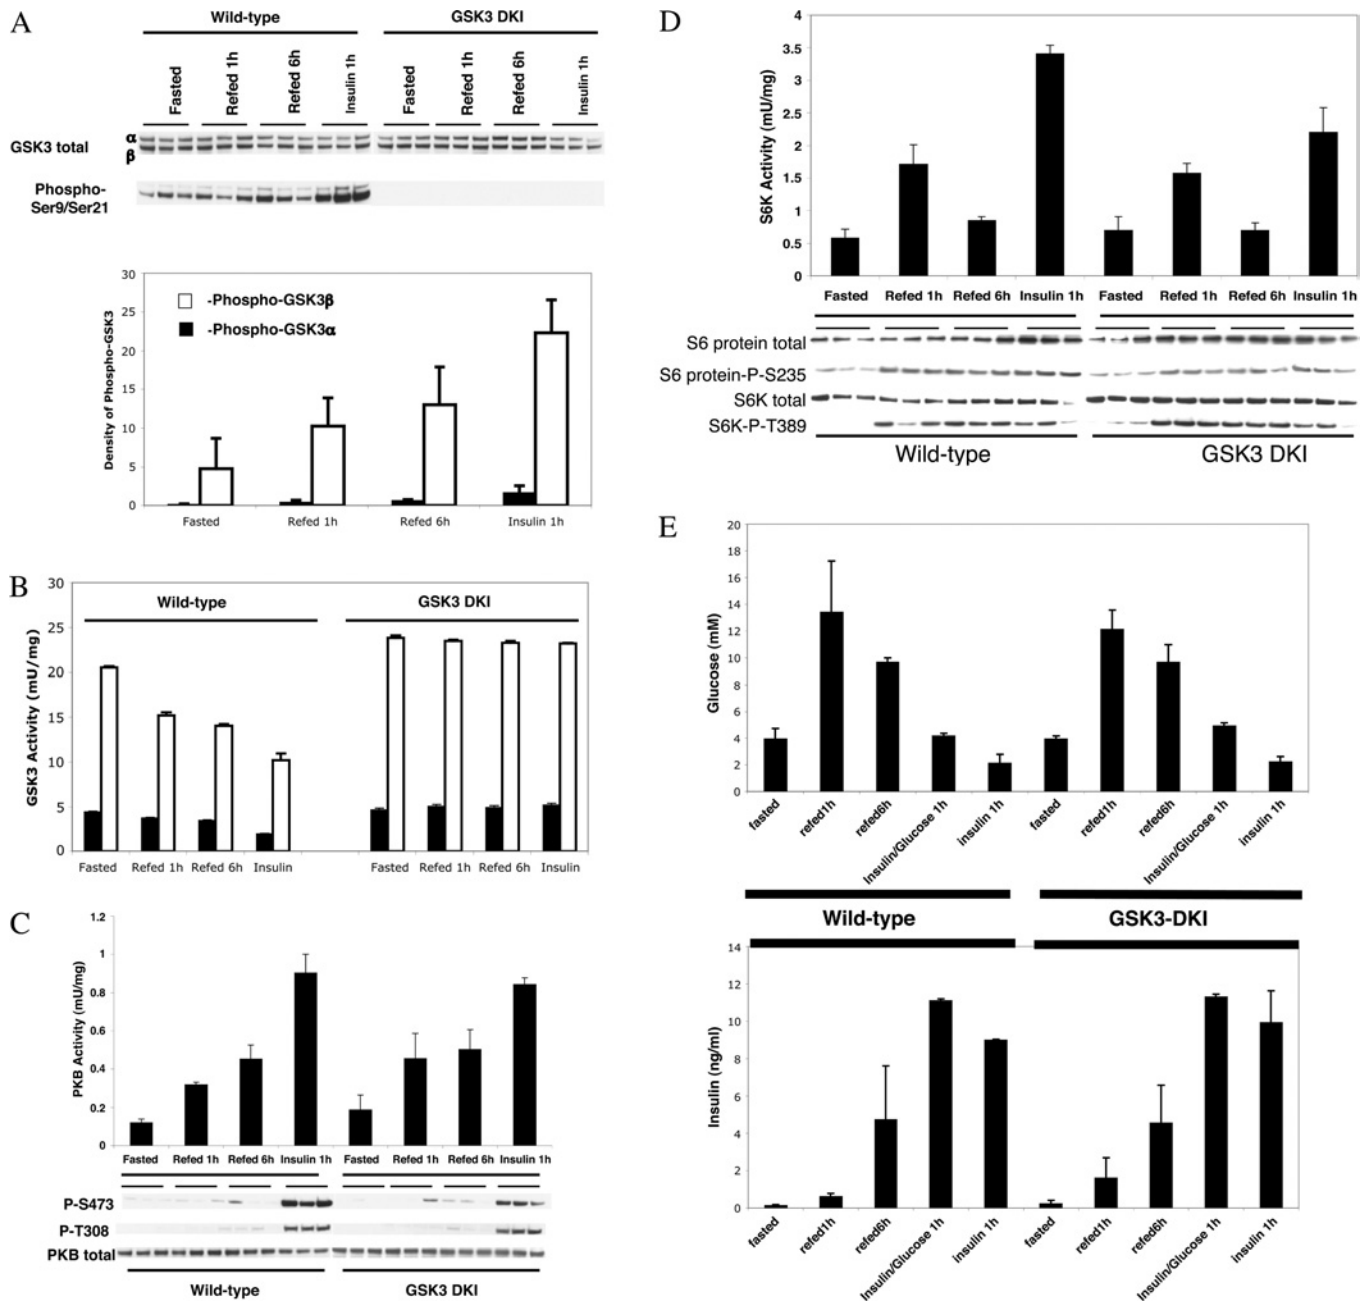 A
Wild-type
GSK3 DKI
Fasted
Refed 1h
Refed 6h
Insulin 1h
Fasted
Refed 1h
Refed 6h
Insulin 1h
GSK3 total
α
β
Phospho-
Ser9/Ser21
Density of Phospho-GSK3
30
25
20
15
10
5
0
-Phospho-GSK3β
-Phospho-GSK3α
Fasted
Refed 1h
Refed 6h
Insulin 1h
B
GSK3 Activity (mU/mg)
30
25
20
15
10
5
0
Wild-type
GSK3 DKI
Fasted
Refed 1h
Refed 6h
Insulin
Fasted
Refed 1h
Refed 6h
Insulin
C
PKB Activity (mU/mg)
1.2
1
0.8
0.6
0.4
0.2
0
Fasted
Refed 1h
Refed 6h
Insulin 1h
Fasted
Refed 1h
Refed 6h
Insulin 1h
P-S473
P-T308
PKB total
Wild-type
GSK3 DKI
D
S6K Activity (mU/mg)
4
3.5
3
2.5
2
1.5
1
0.5
0
Fasted
Refed 1h
Refed 6h
Insulin 1h
Fasted
Refed 1h
Refed 6h
Insulin 1h
S6 protein total
S6 protein-P-S235
S6K total
S6K-P-T389
Wild-type
GSK3 DKI
E
Glucose (mM)
20
18
16
14
12
10
8
6
4
2
0
fasted
refed1h
refed6h
Insulin/Glucose 1h
insulin 1h
fasted
refed1h
refed6h
Insulin/Glucose 1h
insulin 1h
Wild-type
GSK3-DKI
Insulin (ng/ml)
14
12
10
8
6
4
2
0
fasted
refed1h
refed6h
Insulin/Glucose 1h
insulin 1h
fasted
refed1h
refed6h
Insulin/Glucose 1h
insulin 1h